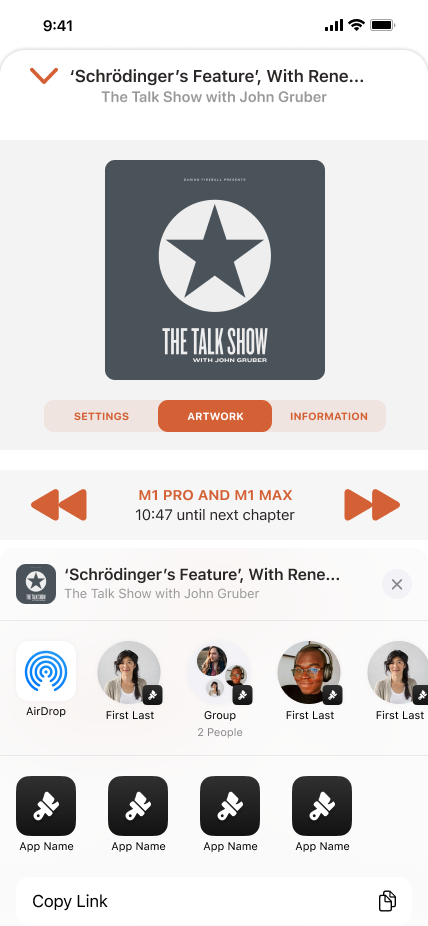 9:41
‘Schrödinger’s Feature’, With Rene...
The Talk Show with John Gruber
DARING FIREBALL PRESENTS
THE TALK SHOW
WITH JOHN GRUBER
SETTINGS
ARTWORK
INFORMATION
M1 PRO AND M1 MAX
10:47 until next chapter
‘Schrödinger’s Feature’, With Rene...
The Talk Show with John Gruber
AirDrop
First Last
Group
2 People
First Last
First Last
App Name
App Name
App Name
App Name
Copy Link